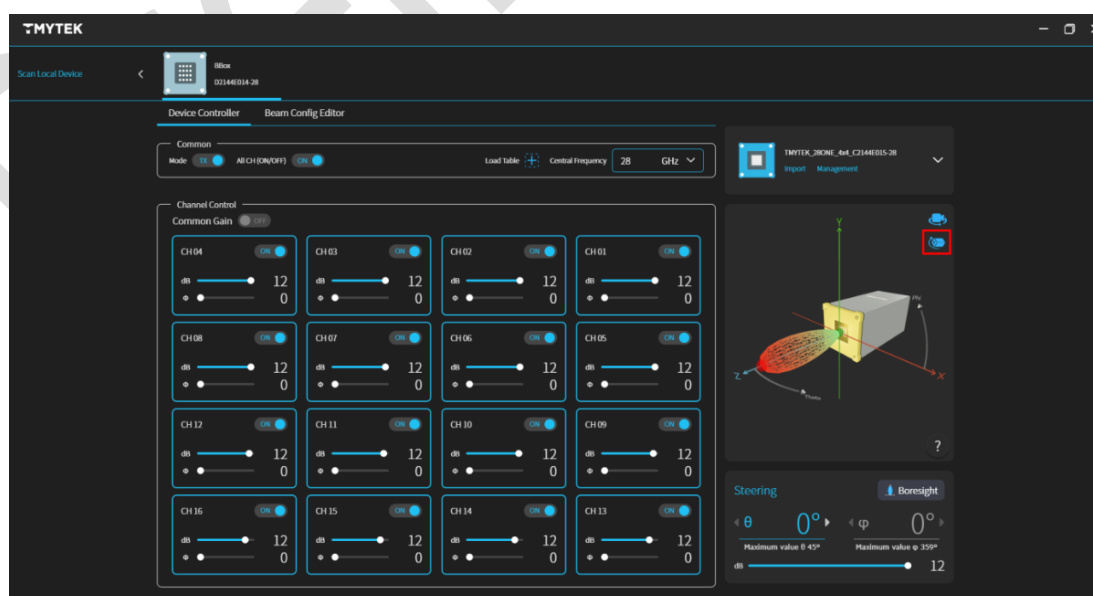 TMYTEK
Scan Local Device
BBox
D2144E014-28
Device Controller Beam Config Editor
Common
Mode TX All CH (ON/OFF) ON Load Table Central Frequency 28 GHz
TMYTEK_28ONE_4x4_C2144E015-28
Import Management
Channel Control
Common Gain OFF
CH 04 ON CH 03 ON CH 02 ON CH 01 ON
dB 12 dB 12 dB 12 dB 12
Φ 0 Φ 0 Φ 0 Φ 0
CH 08 ON CH 07 ON CH 06 ON CH 05 ON
dB 12 dB 12 dB 12 dB 12
Φ 0 Φ 0 Φ 0 Φ 0
CH 12 ON CH 11 ON CH 10 ON CH 09 ON
dB 12 dB 12 dB 12 dB 12
Φ 0 Φ 0 Φ 0 Φ 0
CH 16 ON CH 15 ON CH 14 ON CH 13 ON
dB 12 dB 12 dB 12 dB 12
Φ 0 Φ 0 Φ 0 Φ 0
Y
Phi
Z
X
Theta
?
Steering Boresight
θ 0° φ 0°
Maximum value θ 45° Maximum value φ 359°
dB 12